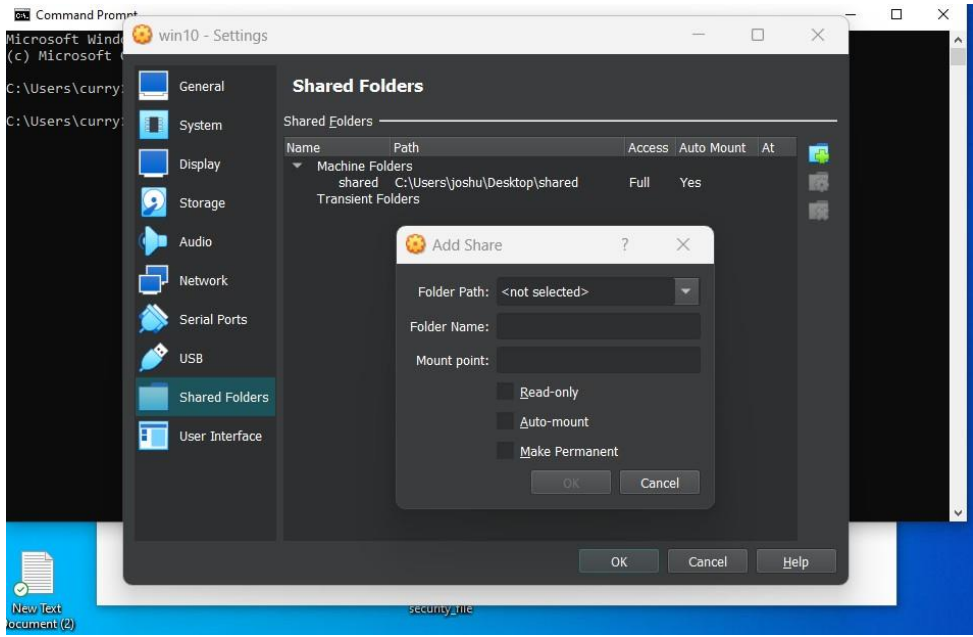 Command Prompt
Microsoft Wind
(c) Microsoft
C:\Users\curry
C:\Users\curry
win10 - Settings
General
System
Display
Storage
Audio
Network
Serial Ports
USB
Shared Folders
User Interface
Shared Folders
Shared Folders
Name Path Access Auto Mount At
Machine Folders
shared C:\Users\joshu\Desktop\shared Full Yes
Transient Folders
Add Share ?
Folder Path: <not selected>
Folder Name:
Mount point:
Read-only
Auto-mount
Make Permanent
OK Cancel
OK Cancel Help
New Text
Document (2)
security_file